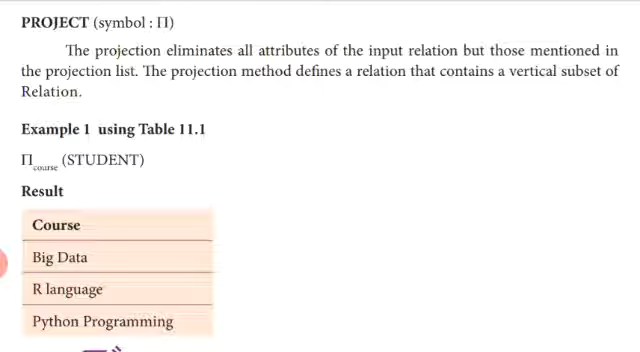 PROJECT (symbol : Π)
The projection eliminates all attributes of the input relation but those mentioned in
the projection list. The projection method defines a relation that contains a vertical subset of
Relation.
Example 1 using Table 11.1
Π course (STUDENT)
Result
Course
Big Data
R language
Python Programming